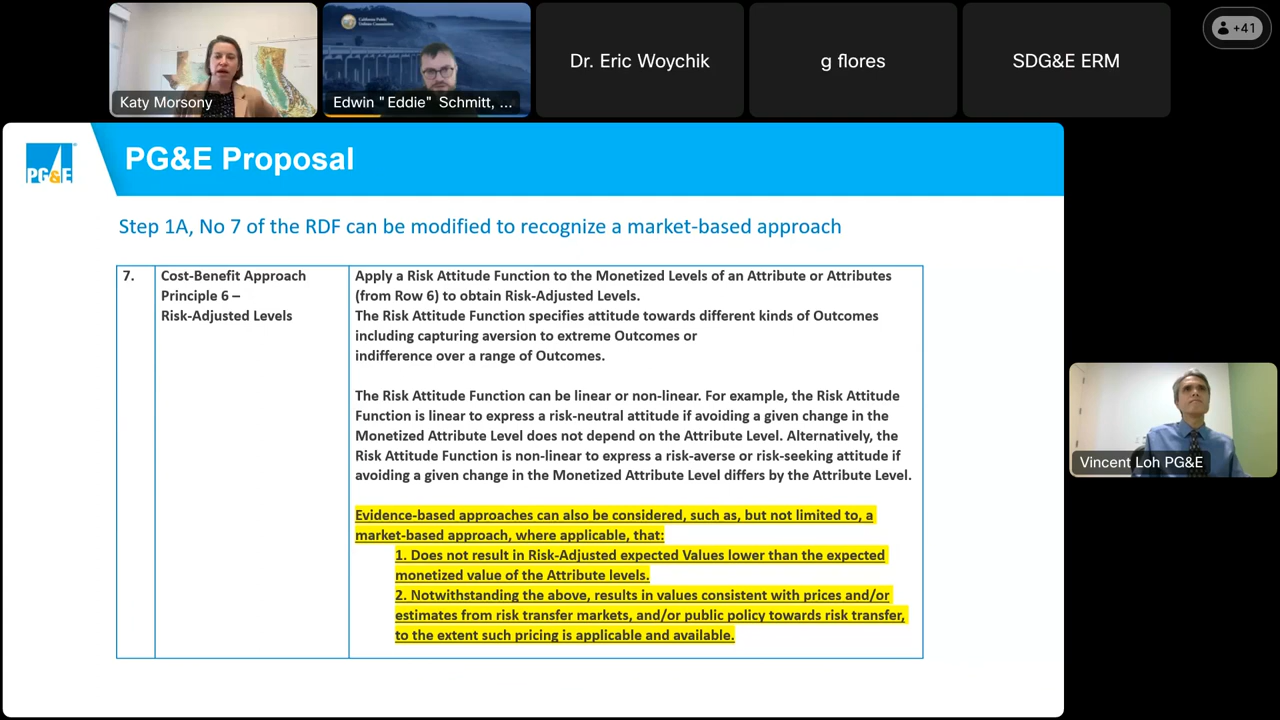 California Public
Utilities Commission
Katy Morsony
Edwin "Eddie" Schmitt, ...
Dr. Eric Woychik
g flores
SDG&E ERM
+41
PG&E
PG&E Proposal
Step 1A, No 7 of the RDF can be modified to recognize a market-based approach
7.
Cost-Benefit Approach
Principle 6 –
Risk-Adjusted Levels
Apply a Risk Attitude Function to the Monetized Levels of an Attribute or Attributes
(from Row 6) to obtain Risk-Adjusted Levels.
The Risk Attitude Function specifies attitude towards different kinds of Outcomes
including capturing aversion to extreme Outcomes or
indifference over a range of Outcomes.
The Risk Attitude Function can be linear or non-linear. For example, the Risk Attitude
Function is linear to express a risk-neutral attitude if avoiding a given change in the
Monetized Attribute Level does not depend on the Attribute Level. Alternatively, the
Risk Attitude Function is non-linear to express a risk-averse or risk-seeking attitude if
avoiding a given change in the Monetized Attribute Level differs by the Attribute Level.
Evidence-based approaches can also be considered, such as, but not limited to, a
market-based approach, where applicable, that:
1. Does not result in Risk-Adjusted expected Values lower than the expected
monetized value of the Attribute levels.
2. Notwithstanding the above, results in values consistent with prices and/or
estimates from risk transfer markets, and/or public policy towards risk transfer,
to the extent such pricing is applicable and available.
Vincent Loh PG&E